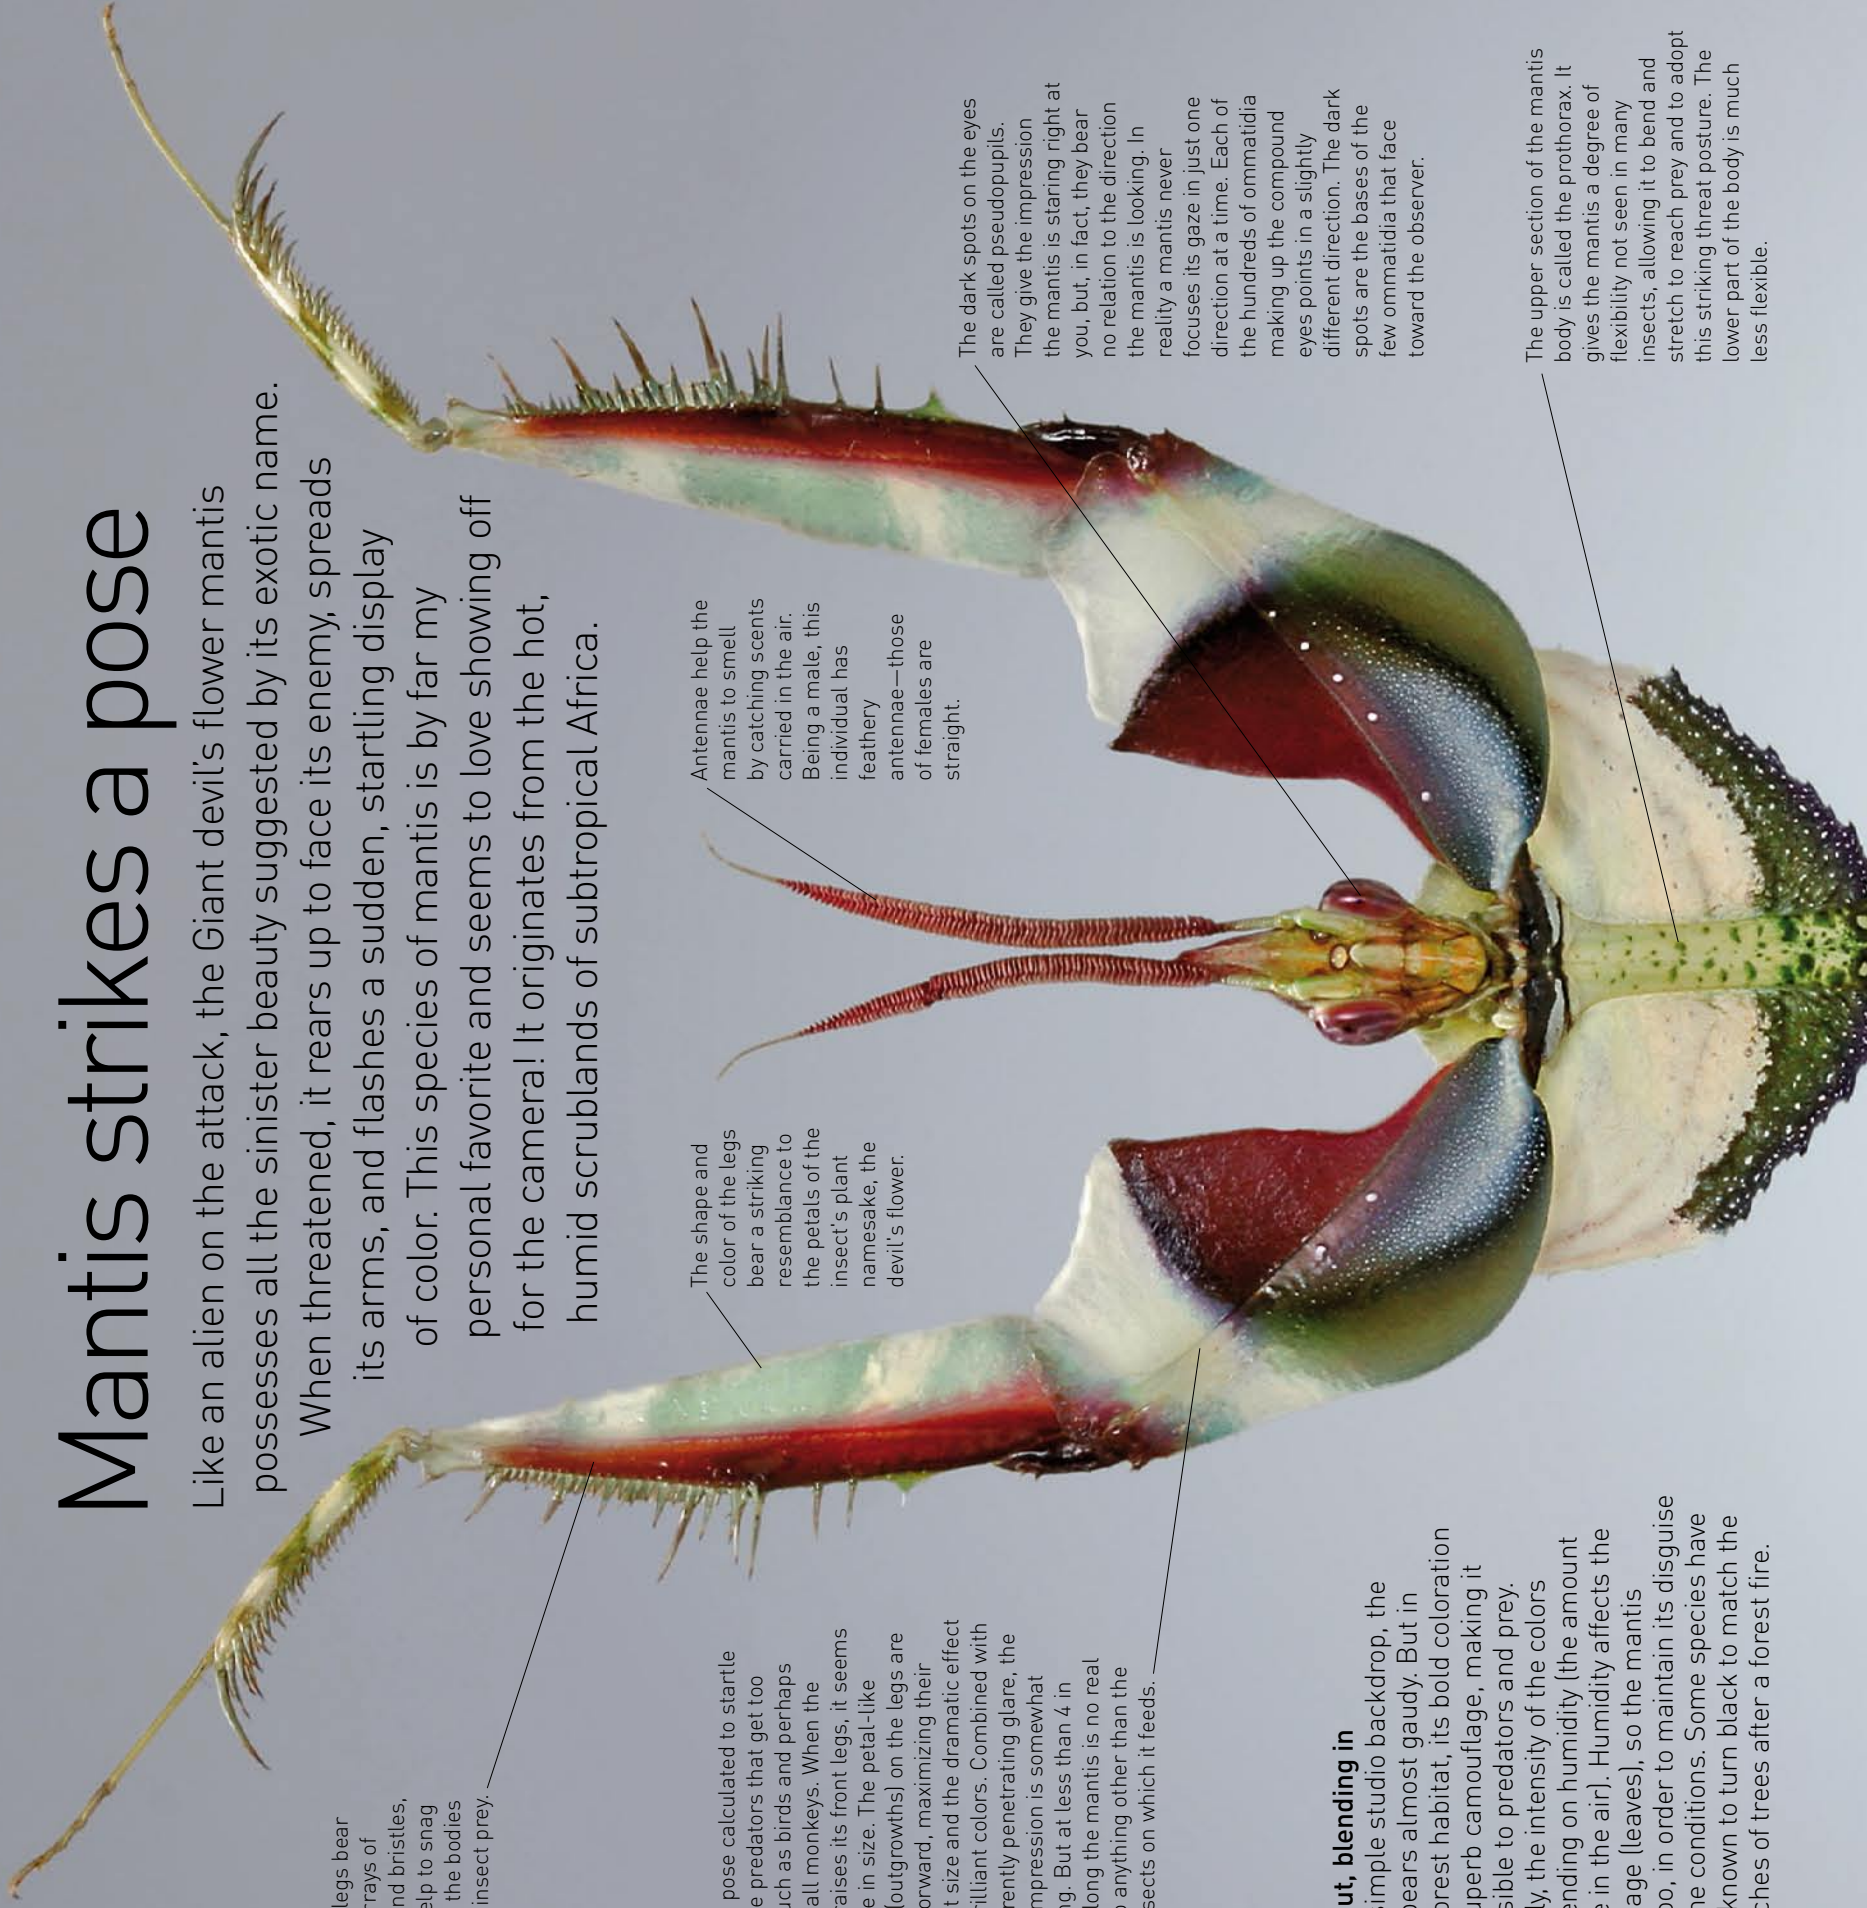 Mantis strikes a pose
Like an alien on the attack, the Giant devil's flower mantis
possesses all the sinister beauty suggested by its exotic name.
When threatened, it rears up to face its enemy, spreads
its arms, and flashes a sudden, startling display
of color. This species of mantis is by far my
personal favorite and seems to love showing off
for the camera! It originates from the hot,
humid scrublands of subtropical Africa.
legs bear
rays of
nd bristles,
elp to snag
the bodies
insect prey.
pose calculated to startle
e predators that get too
uch as birds and perhaps
all monkeys. When the
raises its front legs, it seems
e in size. The petal-like
(outgrowths) on the legs are
orward, maximizing their
t size and the dramatic effect
rilliant colors. Combined with
rently penetrating glare, the
mpression is somewhat
ng. But at less than 4 in
long the mantis is no real
o anything other than the
sects on which it feeds.
The shape and
color of the legs
bear a striking
resemblance to
the petals of the
insect's plant
namesake, the
devil's flower.
Antennae help the
mantis to smell
by catching scents
carried in the air.
Being a male, this
individual has
feathery
antennae—those
of females are
straight.
The dark spots on the eyes
are called pseudopupils.
They give the impression
the mantis is staring right at
you, but, in fact, they bear
no relation to the direction
the mantis is looking. In
reality a mantis never
focuses its gaze in just one
direction at a time. Each of
the hundreds of ommatidia
making up the compound
eyes points in a slightly
different direction. The dark
spots are the bases of the
few ommatidia that face
toward the observer.
ut, blending in
simple studio backdrop, the
pears almost gaudy. But in
orest habitat, its bold coloration
uperb camouflage, making it
sible to predators and prey.
ly, the intensity of the colors
ending on humidity (the amount
e in the air). Humidity affects the
age (leaves), so the mantis
oo, in order to maintain its disguise
ne conditions. Some species have
known to turn black to match the
ches of trees after a forest fire.
The upper section of the mantis
body is called the prothorax. It
gives the mantis a degree of
flexibility not seen in many
insects, allowing it to bend and
stretch to reach prey and to adopt
this striking threat posture. The
lower part of the body is much
less flexible.